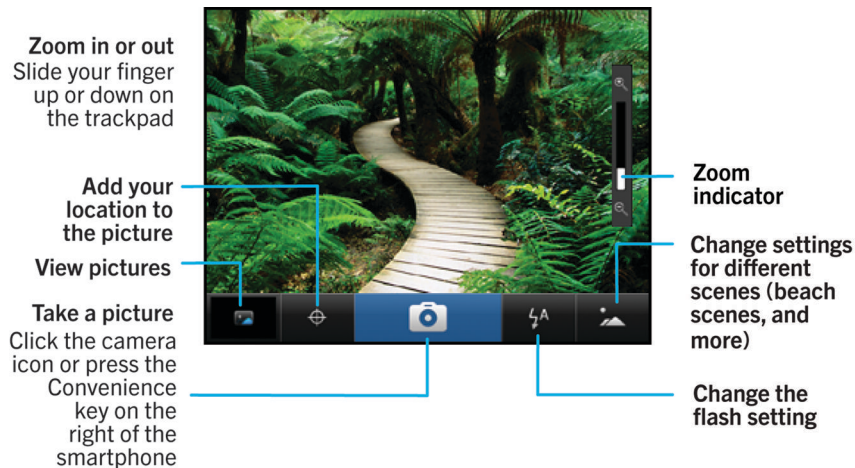 Zoom in or out
Slide your finger
up or down on
the trackpad
Add your
location to
the picture
View pictures
Take a picture
Click the camera
icon or press the
Convenience
key on the
right of the
smartphone
A
Zoom
indicator
Change settings
for different
scenes (beach
scenes, and
more)
Change the
flash setting